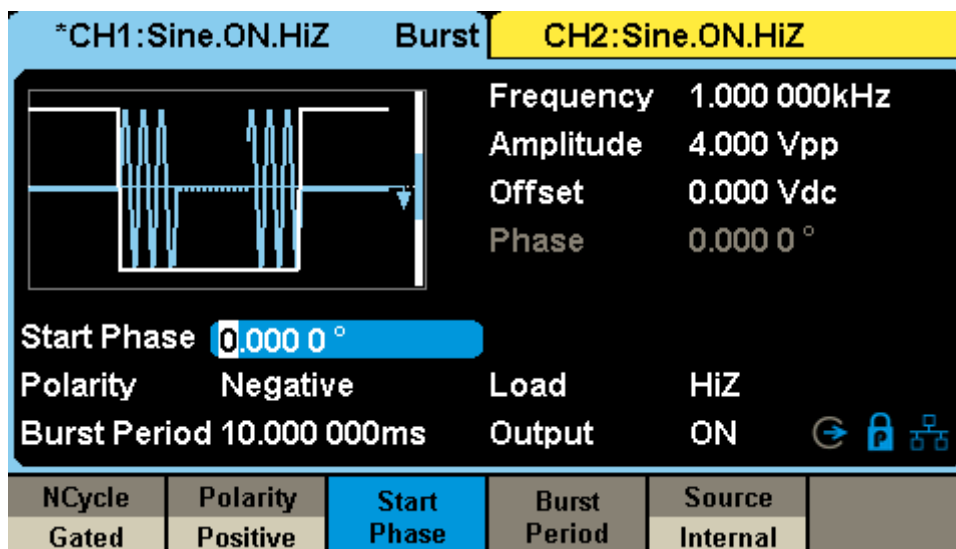 *CH1:Sine.ON.HiZ Burst CH2:Sine.ON.HiZ
Frequency 1.000 000kHz
Amplitude 4.000 Vpp
Offset 0.000 Vdc
Phase 0.000 0 °
Start Phase 0.000 0 °
Polarity Negative Load HiZ
Burst Period 10.000 000ms Output ON P
NCycle Polarity Start Burst Source
Gated Positive Phase Period Internal